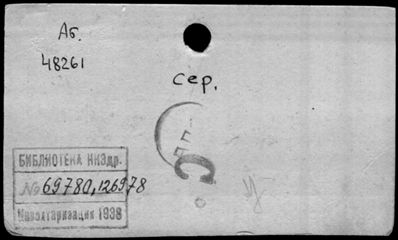 Аб.
48261
сер.
С
БИБЛИОТЕКА НКЗдр.
№ 69780, 126978
Инвентаризация 1938